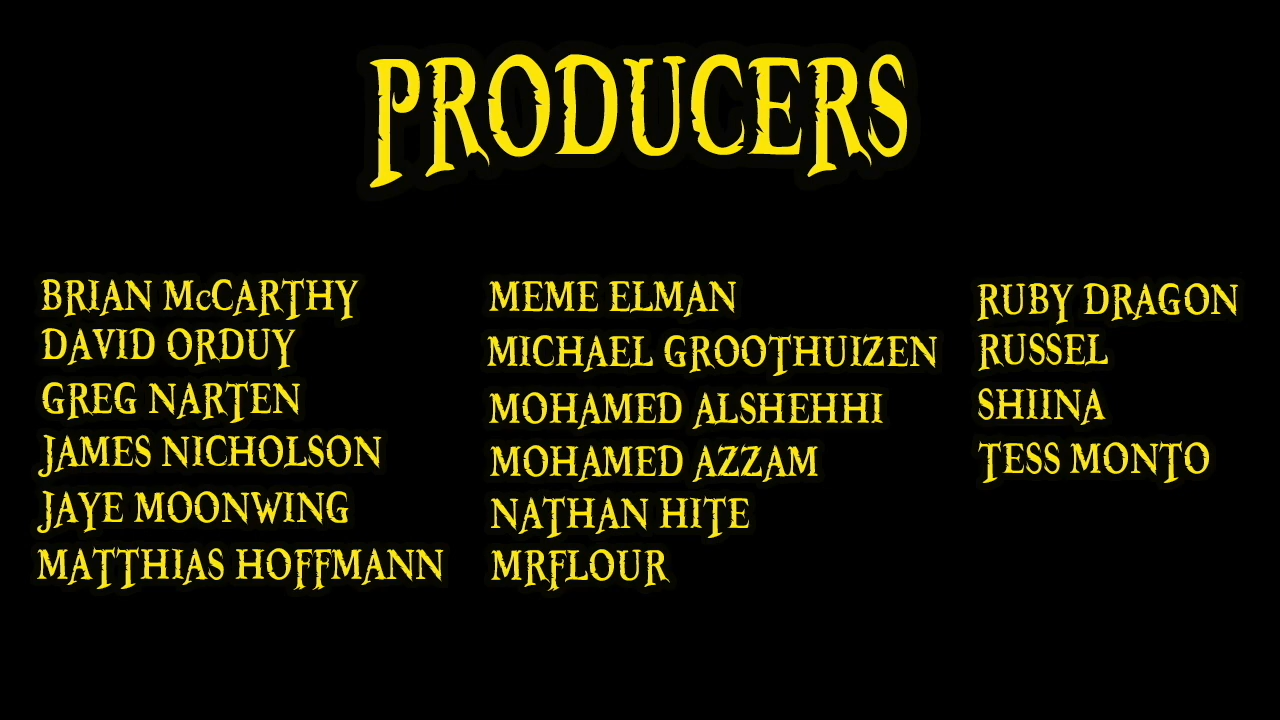 PRODUCERS
BRIAN McCARTHY
DAVID ORDUY
GREG NARTEN
JAMES NICHOLSON
JAYE MOONWING
MATTHIAS HOFFMANN
MEME ELMAN
MICHAEL GROOTHUIZEN
MOHAMED ALSHEHHI
MOHAMED AZZAM
NATHAN HITE
MRFLOUR
RUBY DRAGON
RUSSEL
SHIINA
TESS MONTO